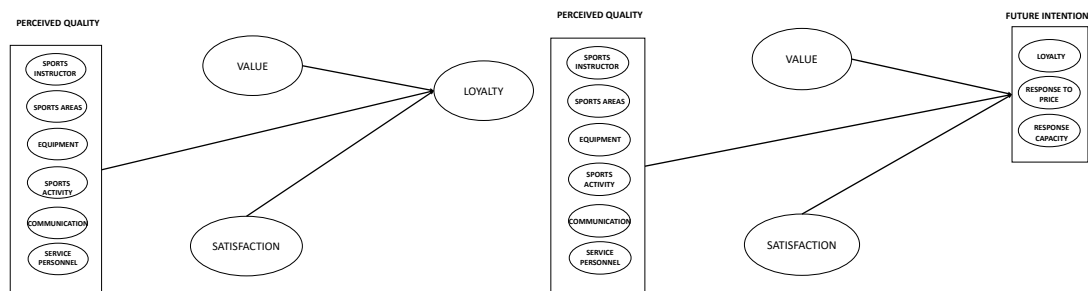 PERCEIVED QUALITY
SPORTS
INSTRUCTOR
SPORTS AREAS
EQUIPMENT
SPORTS
ACTIVITY
COMMUNICATION
SERVICE
PERSONNEL
VALUE
SATISFACTION
LOYALTY
PERCEIVED QUALITY
SPORTS
INSTRUCTOR
SPORTS AREAS
EQUIPMENT
SPORTS
ACTIVITY
COMMUNICATION
SERVICE
PERSONNEL
VALUE
SATISFACTION
FUTURE INTENTION
LOYALTY
RESPONSE TO
PRICE
RESPONSE
CAPACITY